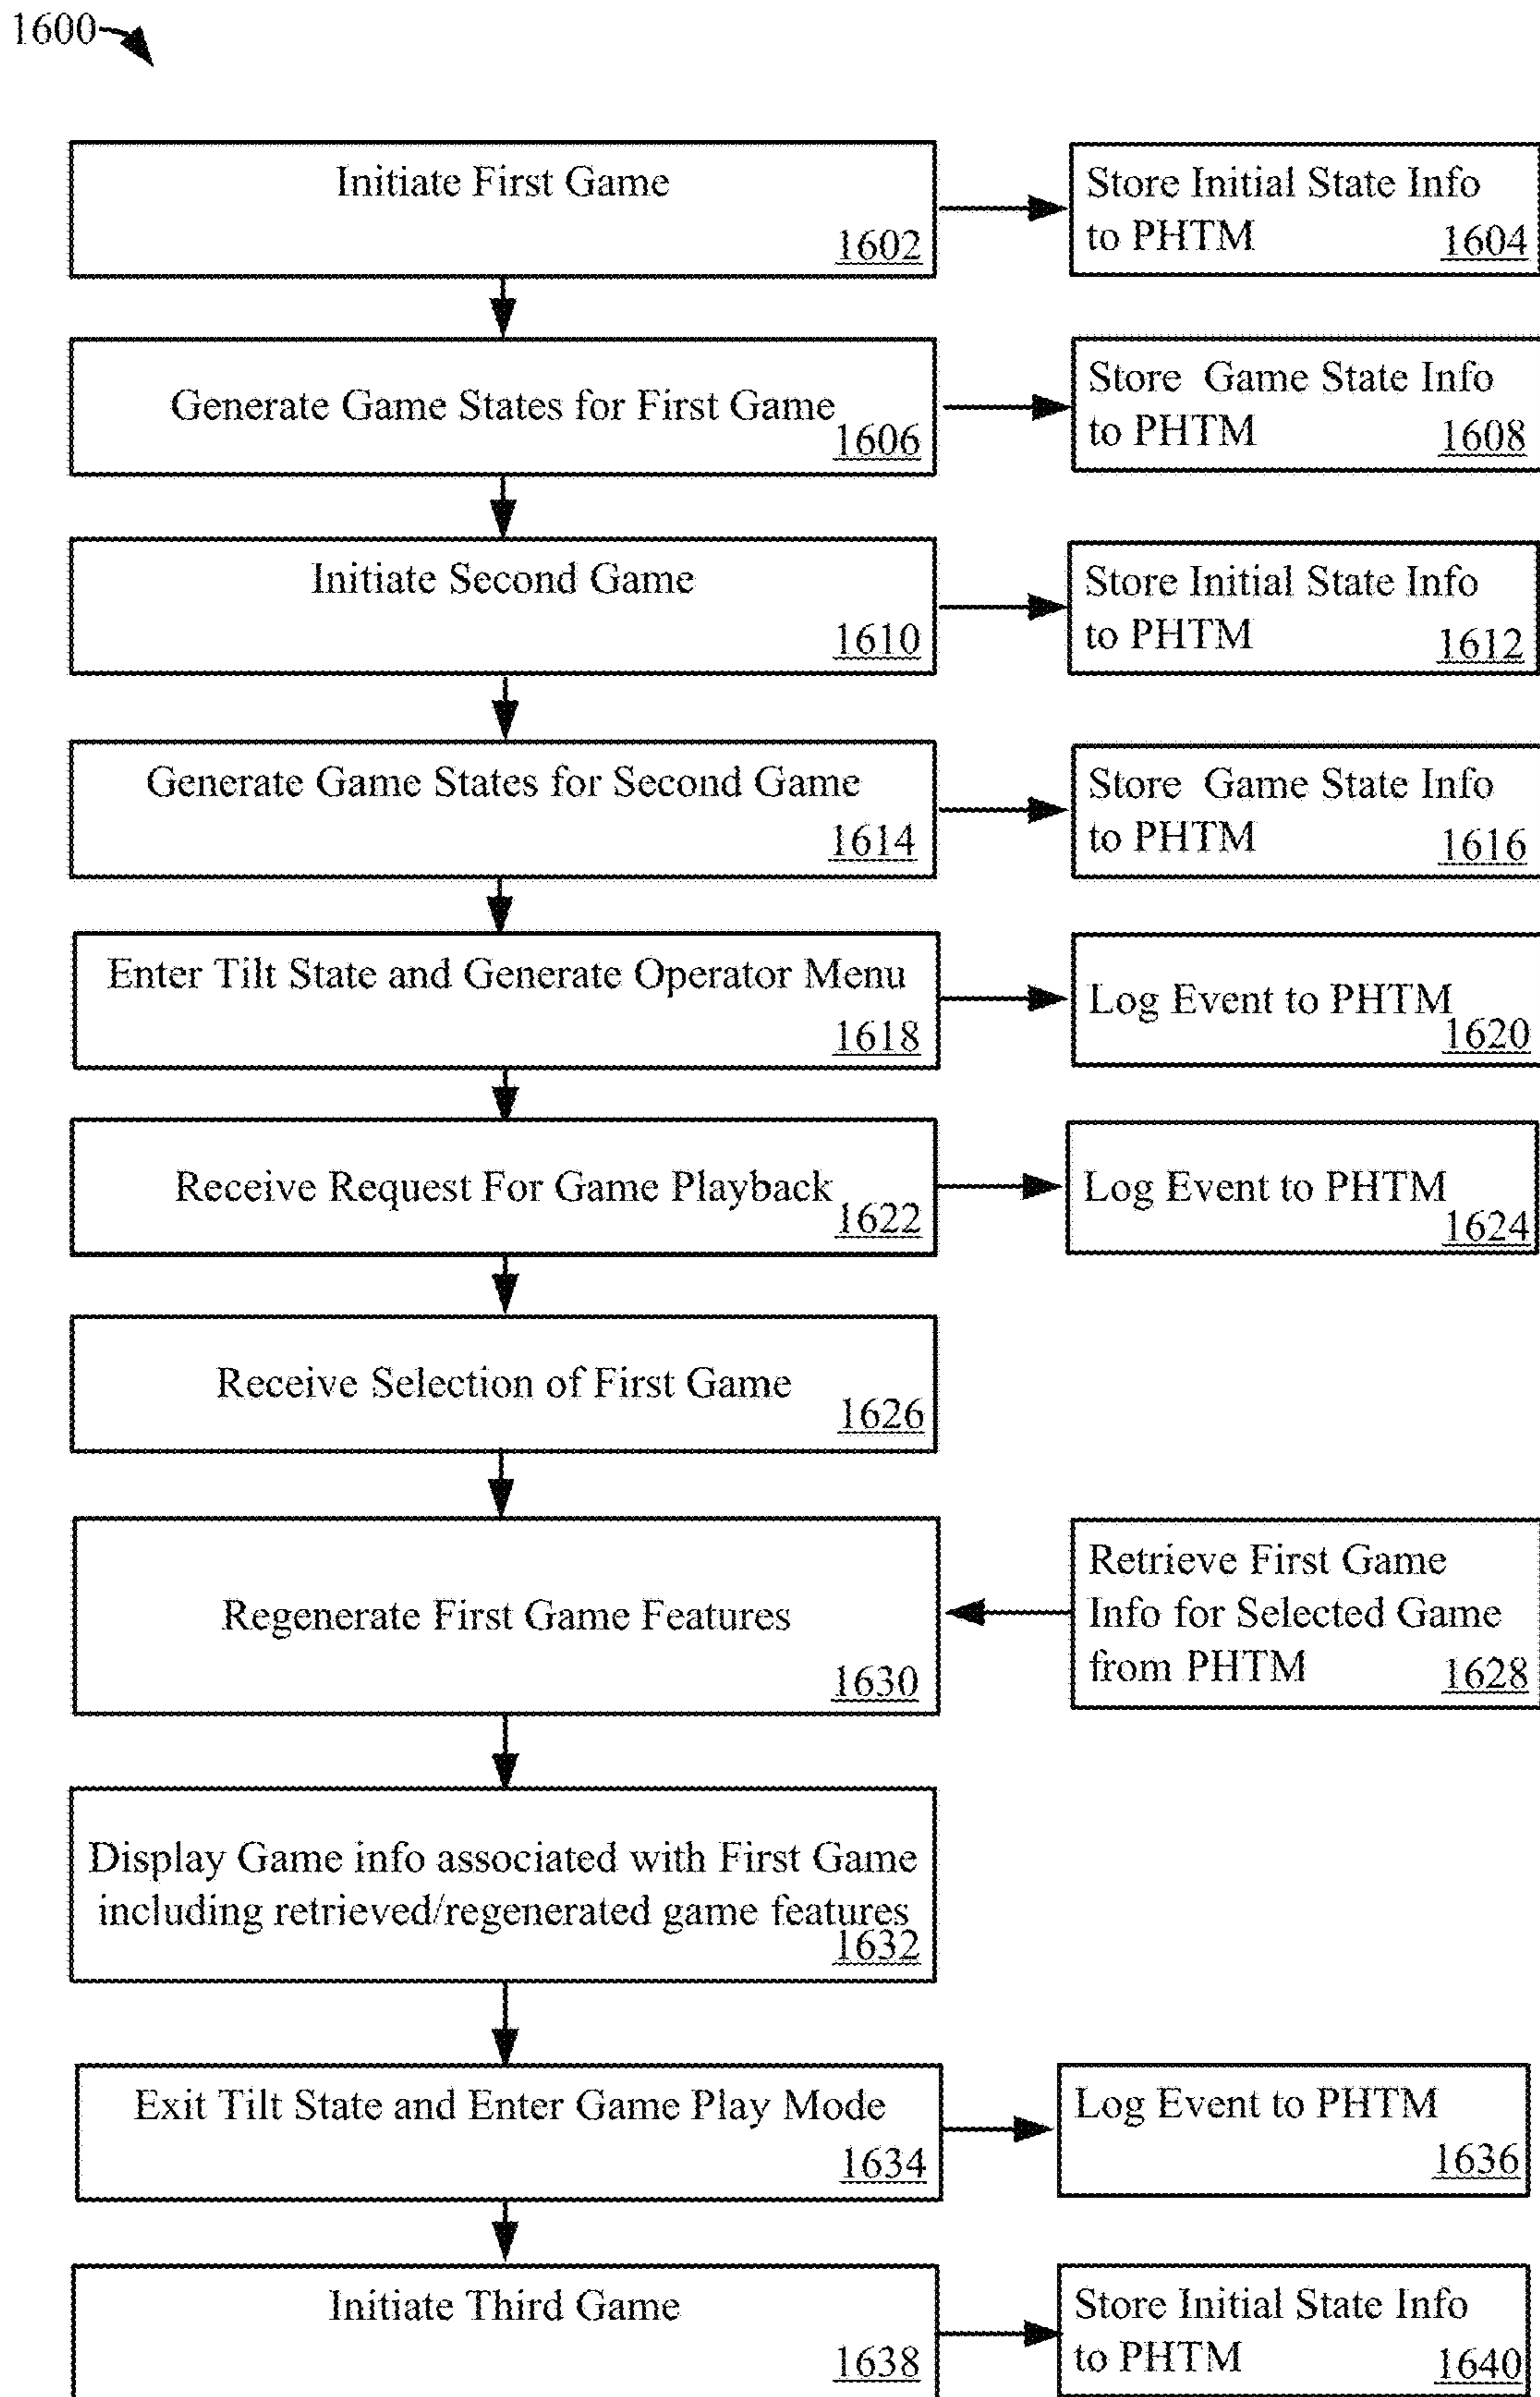 1600
Initiate First Game
1602
Store Initial State Info
to PHTM 1604
Generate Game States for First Game
1606
Store Game State Info
to PHTM 1608
Initiate Second Game
1610
Store Initial State Info
to PHTM 1612
Generate Game States for Second Game
1614
Store Game State Info
to PHTM 1616
Enter Tilt State and Generate Operator Menu
1618
Log Event to PHTM
1620
Receive Request For Game Playback
1622
Log Event to PHTM
1624
Receive Selection of First Game
1626
Regenerate First Game Features
1630
Retrieve First Game
Info for Selected Game
from PHTM 1628
Display Game info associated with First Game
including retrieved/regenerated game features
1632
Exit Tilt State and Enter Game Play Mode
1634
Log Event to PHTM
1636
Initiate Third Game
1638
Store Initial State Info
to PHTM 1640